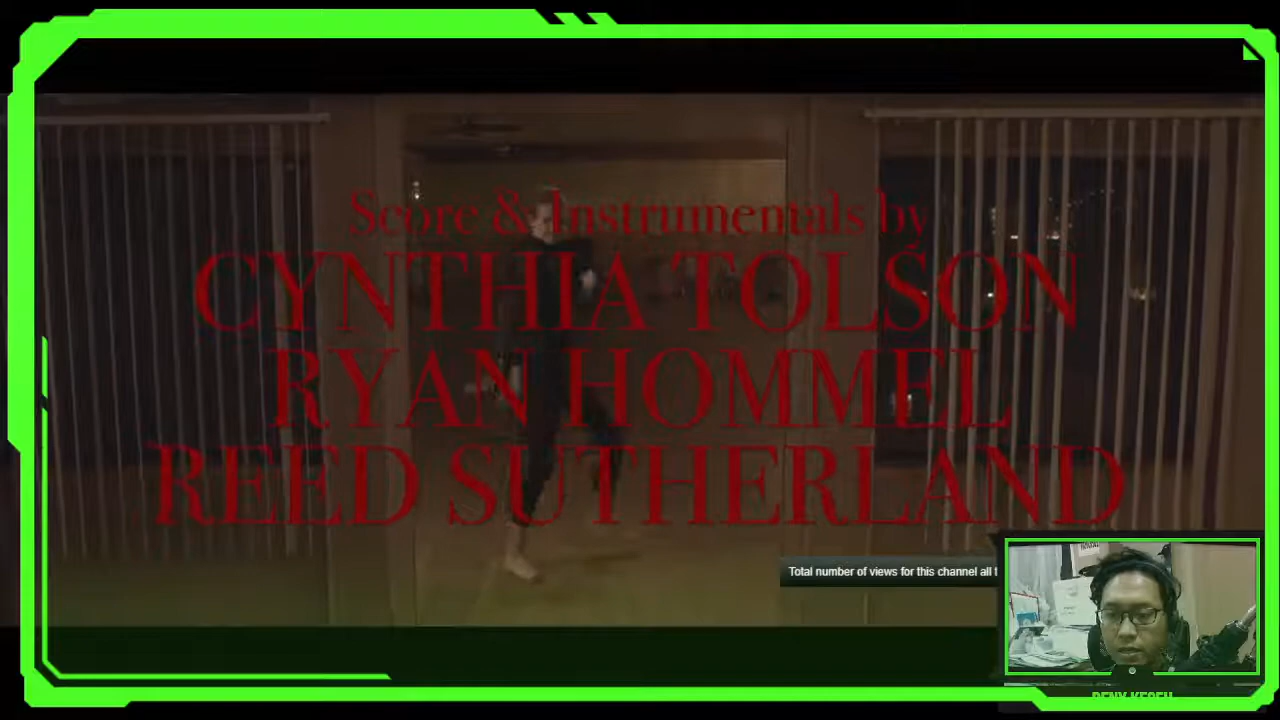 Score & Instrumentals by
CYNTHIA TOLSON
RYAN HOMMEL
REED SUTHERLAND
Total number of views for this channel all